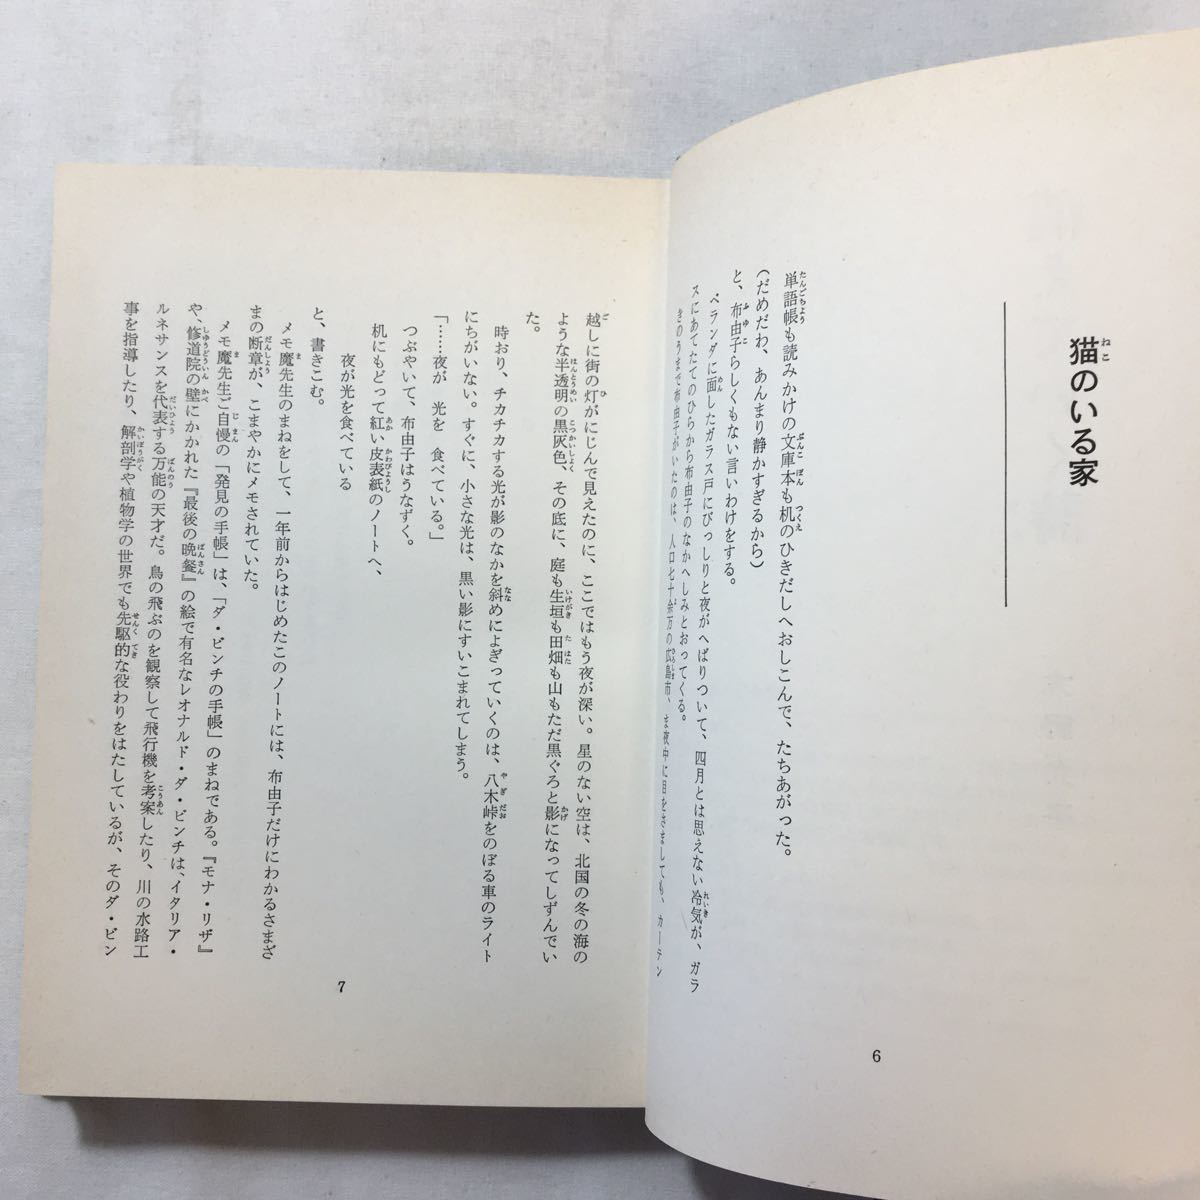 猫のいる家
単語帳も読みかけの文庫本も机のひきだしへおしこんで、たちあがった。
(だめだわ、あんまり静かすぎるから)
と、布由子らしくもない言いわけをする。
ベランダに面したガラス戸にぴっしりと夜がへばりついて、四月とは思えない冷気が、ガラ
スにあてたてのひらから布由子のなかへしみとおってくる。
きのうまで布由子がいたのは、人口七十余万の広島市、ま夜中に目をさましても、カーテン
6
越しに街の灯がにじんで見えたのに、ここではもう夜が深い。星のない空は、北国の冬の海の
ような半透明の黒灰色、その底に、庭も生垣も田畑も山もただ黒ぐろと影になってしずんでい
た。
時おり、チカチカする光が影のなかを斜めによぎっていくのは、八木峠をのぼる車のライト
にちがいない。すぐに、小さな光は、黒い影にすいこまれてしまう。
「……夜が 光を 食べている。」
つぶやいて、布由子はうなずく。
机にもどって紅い皮表紙のノートへ、
夜が光を食べている
と、書きこむ。
メモ魔先生のまねをして、一年前からはじめたこのノートには、布由子だけにわかるさまざ
まの断章が、こまやかにメモされていた。
メモ魔先生ご自慢の「発見の手帳」は、「ダ・ビンチの手帳」のまねである。『モナ・リザ』
や、修道院の壁にかかれた『最後の晩餐』の絵で有名なレオナルド・ダ・ビンチは、イタリア・
ルネサンスを代表する万能の天才だ。鳥の飛ぶのを観察して飛行機を考案したり、川の水路工
事を指導したり、解剖学や植物学の世界でも先駆的な役わりをはたしているが、そのダ・ビン
7